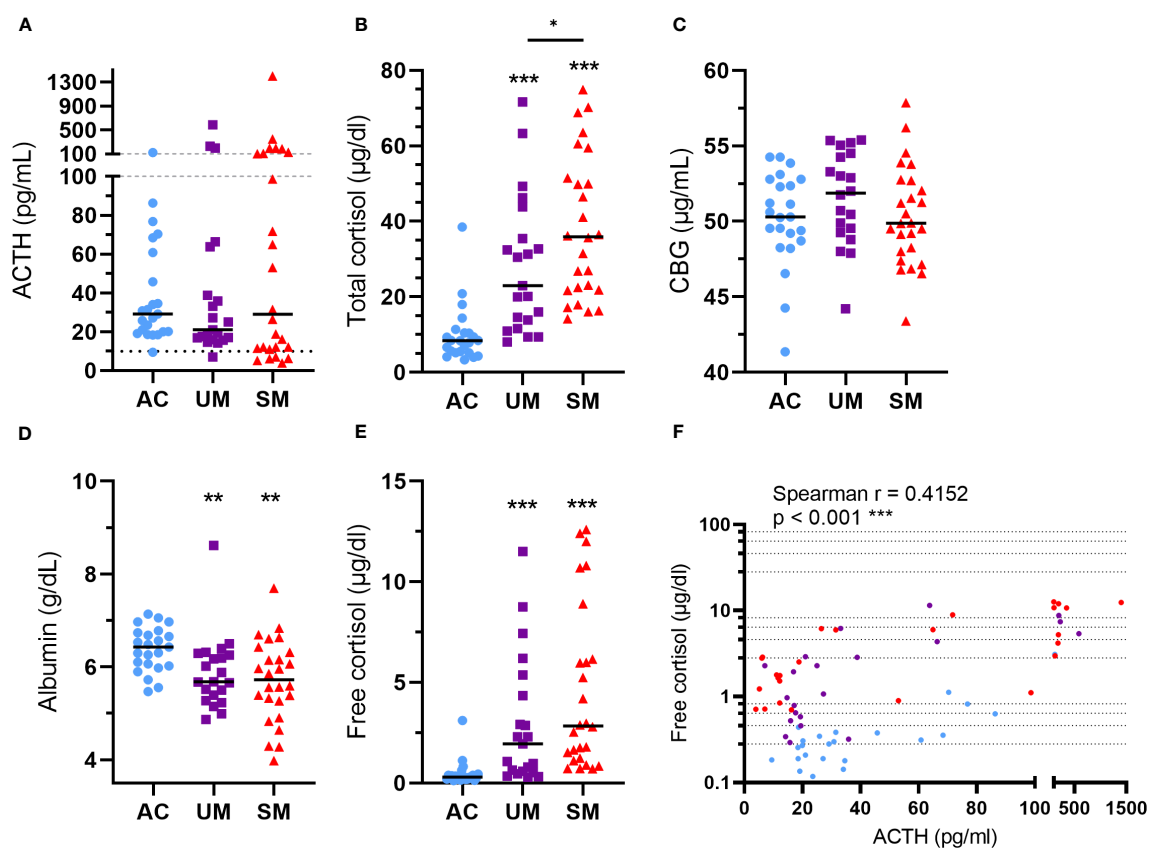 A
ACTH (pg/mL)
1300
900
500
100
100
80
60
40
20
0
AC UM SM
B
*
***
***
Total cortisol (µg/dl)
80
60
40
20
0
AC UM SM
C
CBG (µg/mL)
60
55
50
45
40
AC UM SM
D
** **
Albumin (g/dL)
10
8
6
4
AC UM SM
E
*** ***
Free cortisol (µg/dl)
15
10
5
0
AC UM SM
F
Spearman r = 0.4152
p < 0.001 ***
Free cortisol (µg/dl)
100
10
1
0.1
0 20 40 60 80 100 500 1500
ACTH (pg/ml)